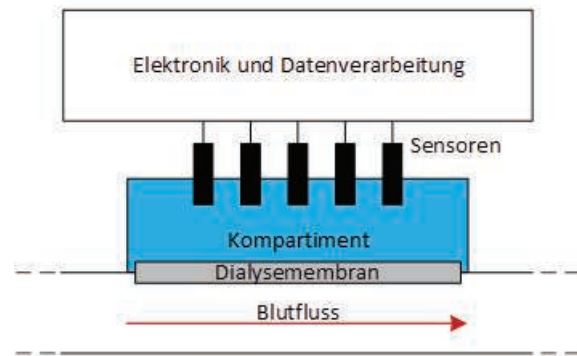 Elektronik und Datenverarbeitung
Sensoren
Kompartiment
Dialysemembran
Blutfluss